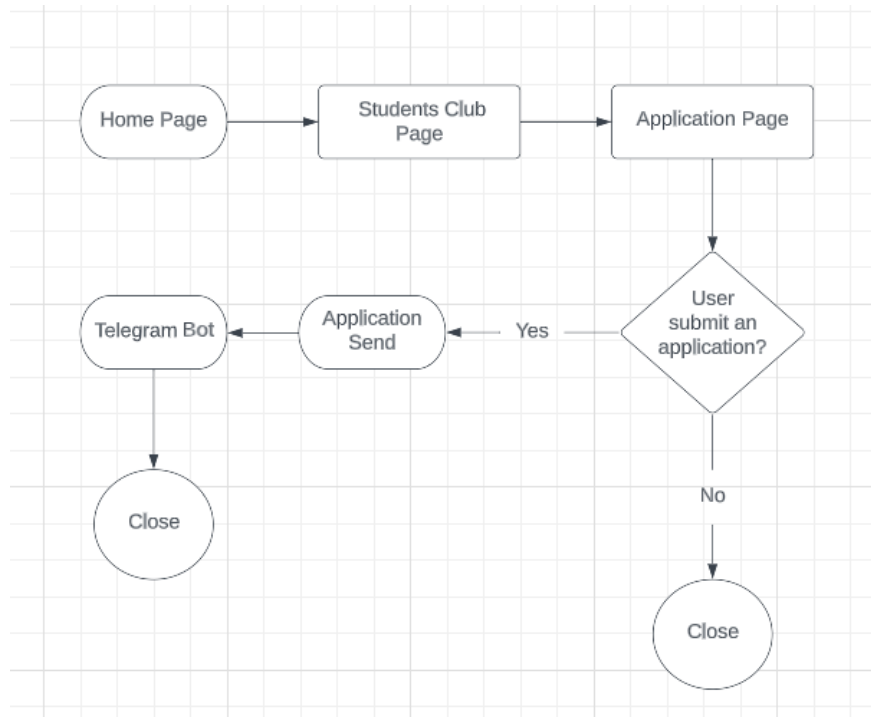 Home Page
Students Club
Page
Application Page
User
submit an
application?
Yes
Application
Send
Telegram Bot
Close
No
Close